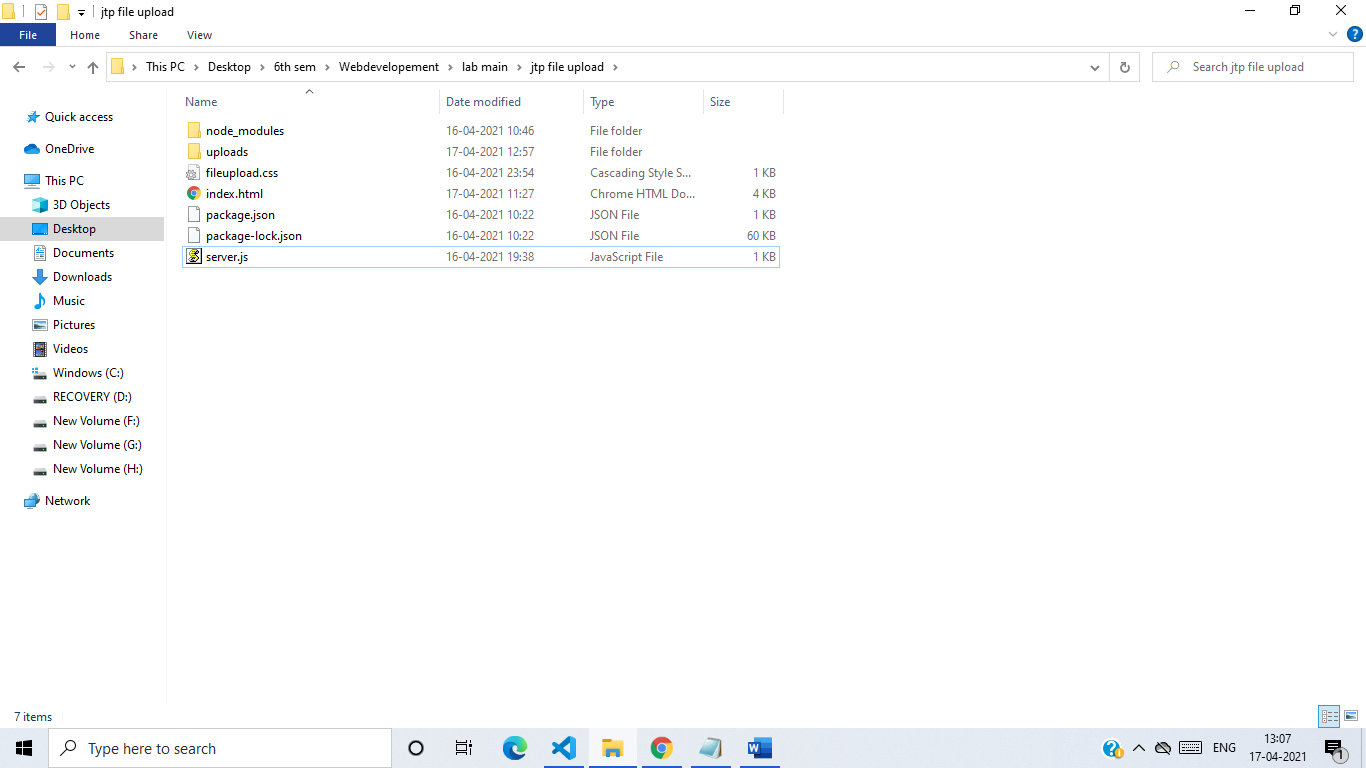 jtp file upload
File Home Share View
This PC Desktop 6th sem Webdevelopement lab main jtp file upload
Search jtp file upload
Name Date modified Type Size
node_modules 16-04-2021 10:46 File folder
uploads 17-04-2021 12:57 File folder
fileupload.css 16-04-2021 23:54 Cascading Style S... 1 KB
index.html 17-04-2021 11:27 Chrome HTML Do... 4 KB
package.json 16-04-2021 10:22 JSON File 1 KB
package-lock.json 16-04-2021 10:22 JSON File 60 KB
server.js 16-04-2021 19:38 JavaScript File 1 KB
Quick access
OneDrive
This PC
3D Objects
Desktop
Documents
Downloads
Music
Pictures
Videos
Windows (C:)
RECOVERY (D:)
New Volume (F:)
New Volume (G:)
New Volume (H:)
Network
7 items
Type here to search
ENG
13:07
17-04-2021
1